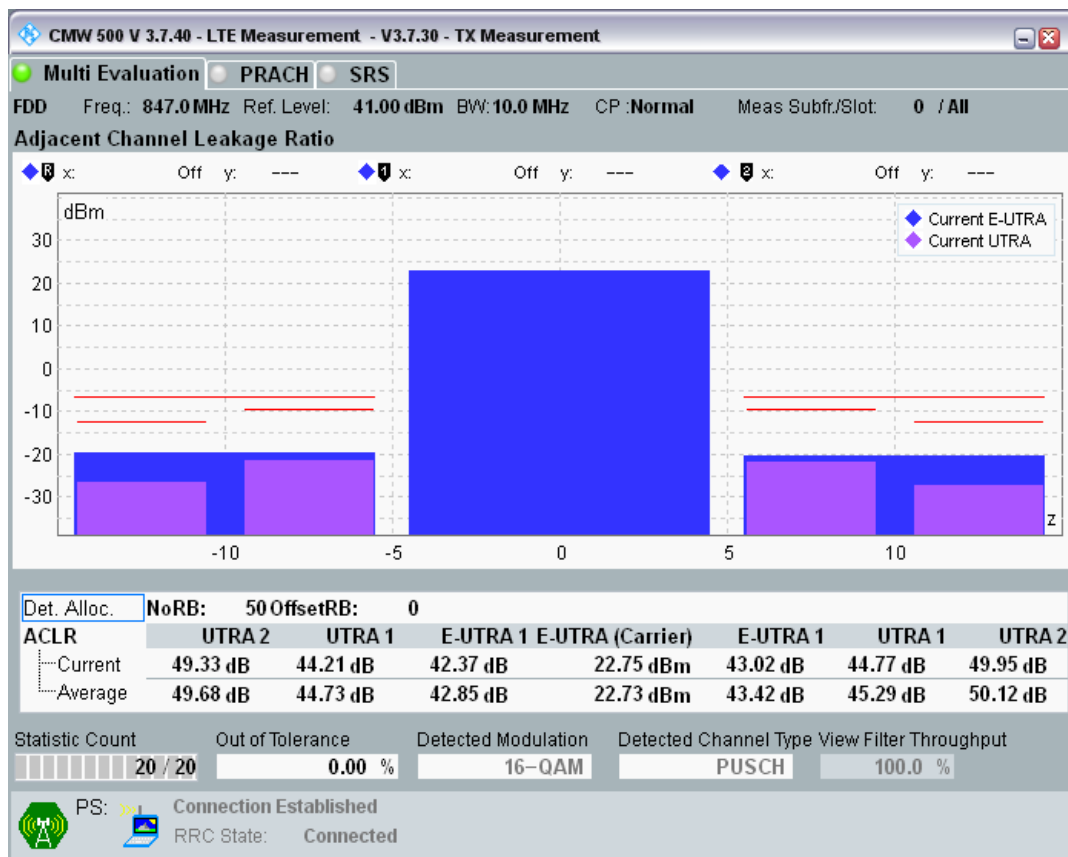 CMW 500 V 3.7.40 - LTE Measurement - V3.7.30 - TX Measurement
Multi Evaluation PRACH SRS
FDD Freq.: 847.0 MHz Ref. Level: 41.00 dBm BW: 10.0 MHz CP :Normal Meas Subfr./Slot: 0 / All
Adjacent Channel Leakage Ratio
R x: Off y: --- 1 x: Off y: --- 2 x: Off y: ---
dBm
Current E-UTRA
Current UTRA
30
20
10
0
-10
-20
-30
z
-10 -5 0 5 10
Det. Alloc. NoRB: 50 OffsetRB: 0
ACLR UTRA 2 UTRA 1 E-UTRA 1 E-UTRA (Carrier) E-UTRA 1 UTRA 1 UTRA 2
Current 49.33 dB 44.21 dB 42.37 dB 22.75 dBm 43.02 dB 44.77 dB 49.95 dB
Average 49.68 dB 44.73 dB 42.85 dB 22.73 dBm 43.42 dB 45.29 dB 50.12 dB
Statistic Count Out of Tolerance Detected Modulation Detected Channel Type View Filter Throughput
20 / 20 0.00 % 16-QAM PUSCH 100.0 %
PS: Connection Established
RRC State: Connected